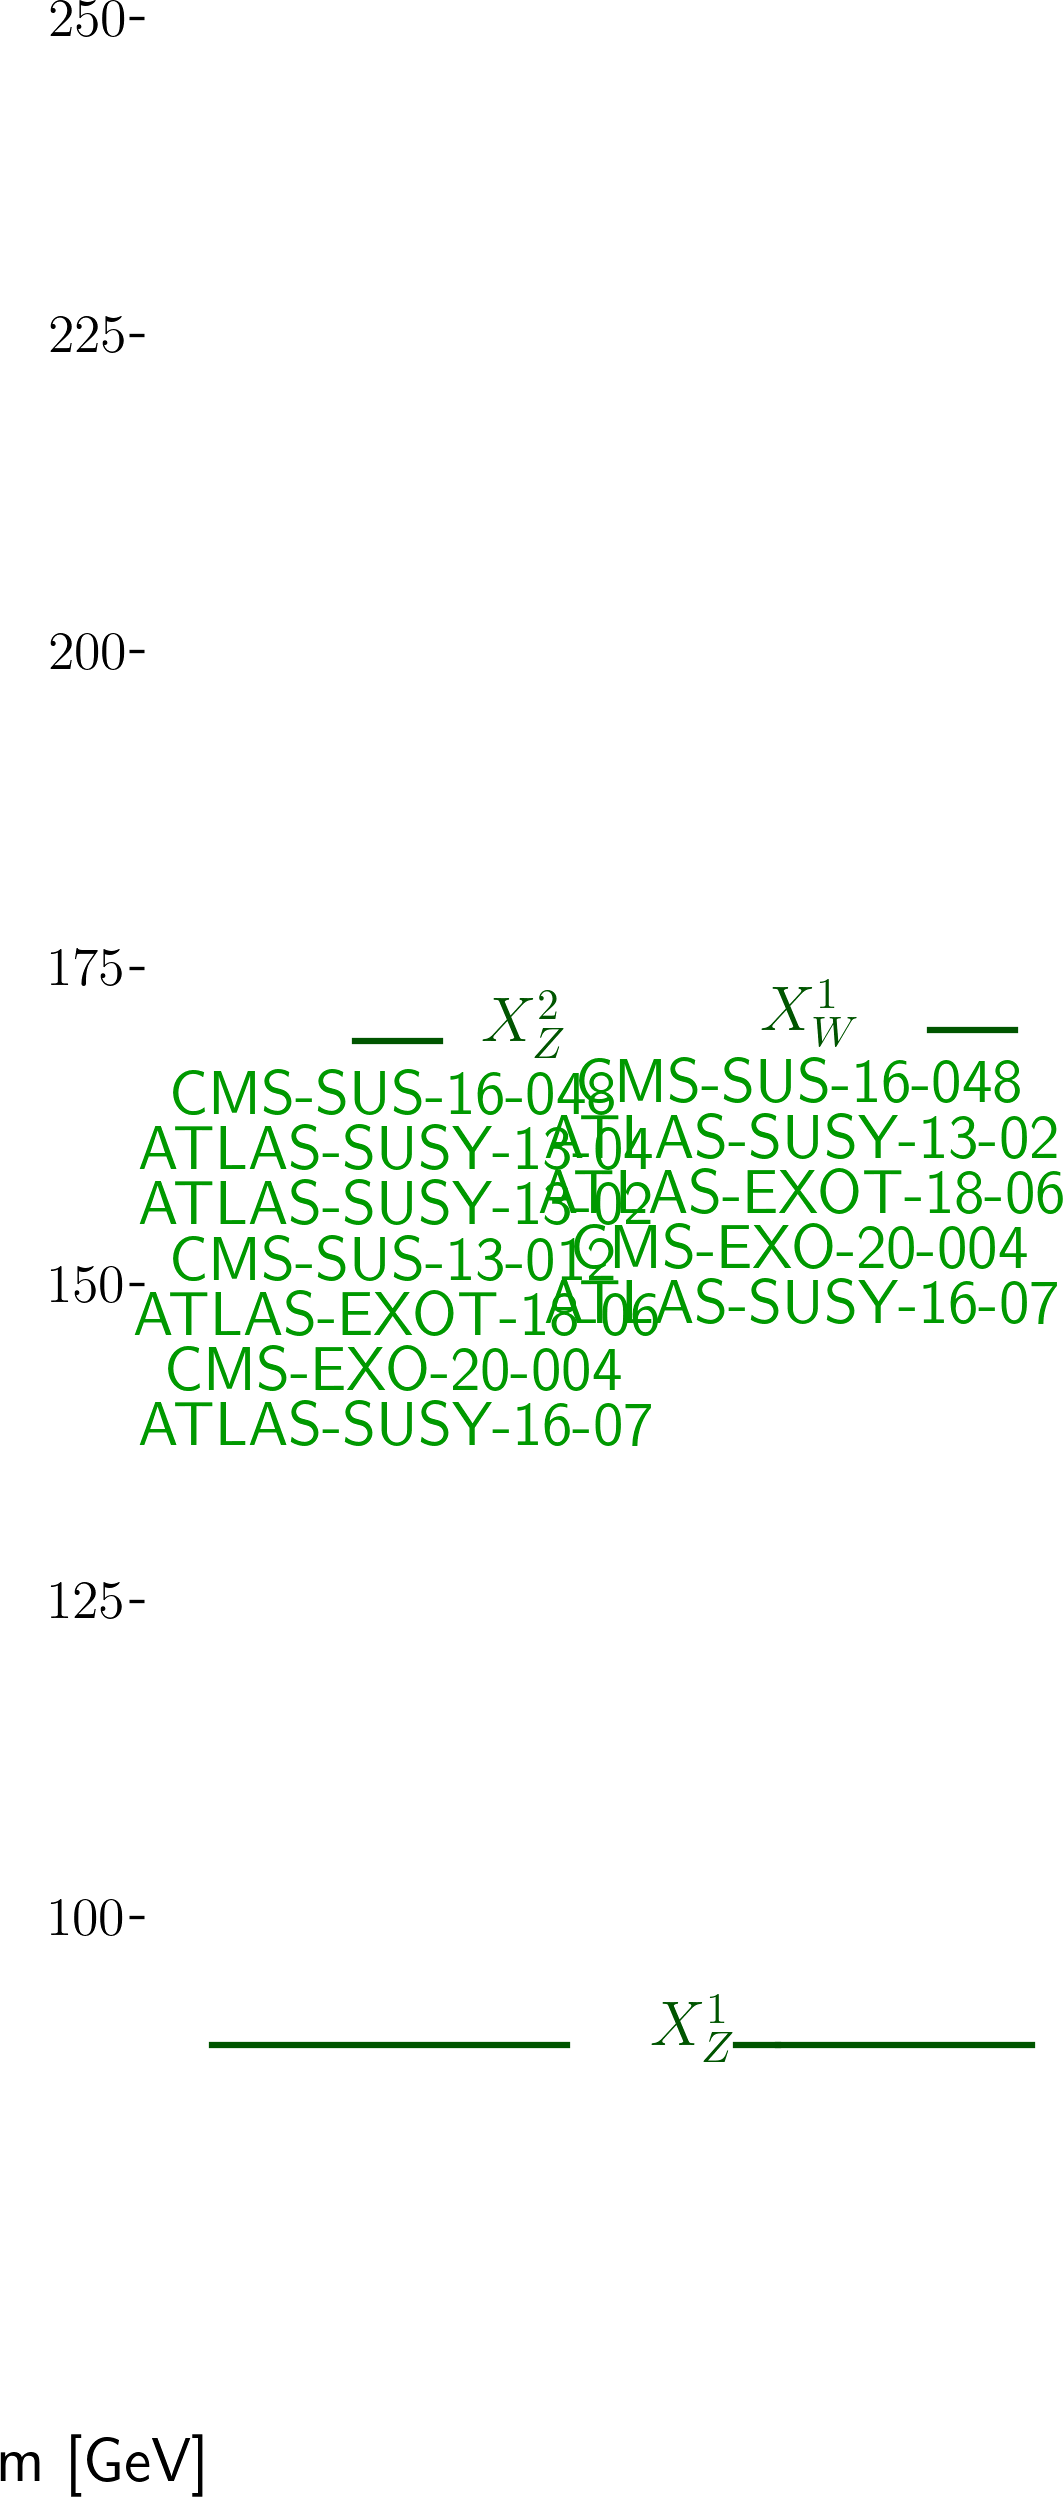 250
225
200
175
X_Z^2
X_W^1
CMS-SUS-16-048
ATLAS-SUSY-13-04
ATLAS-SUSY-13-02
CMS-SUS-13-012
ATLAS-EXOT-18-06
CMS-EXO-20-004
ATLAS-SUSY-16-07
CMS-SUS-16-048
ATLAS-SUSY-13-02
ATLAS-EXOT-18-06
CMS-EXO-20-004
ATLAS-SUSY-16-07
150
125
100
X_Z^1
m [GeV]